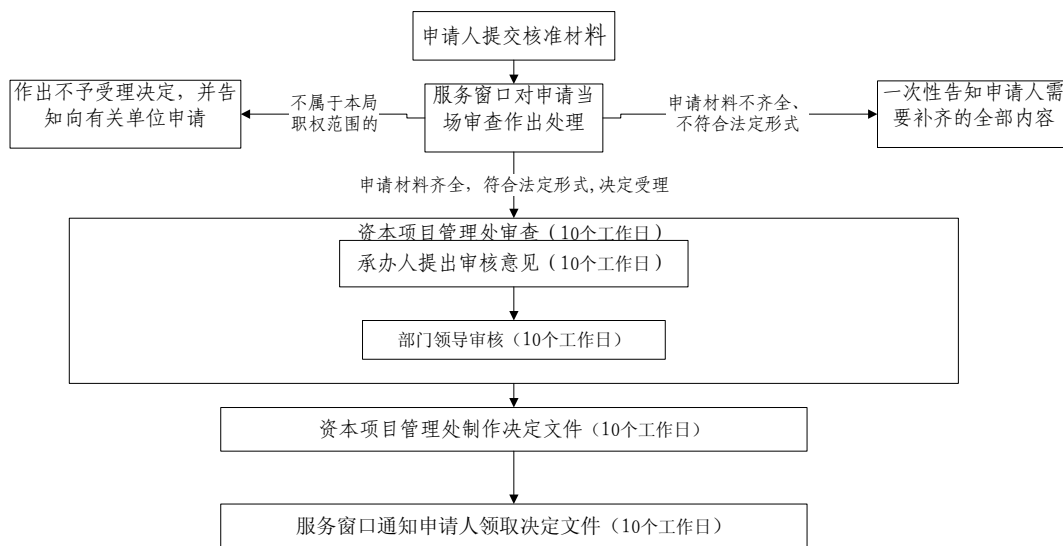 申请人提交核准材料
作出不予受理决定，并告
知向有关单位申请
不属于本局
职权范围的
服务窗口对申请当
场审查作出处理
申请材料不齐全、
不符合法定形式
一次性告知申请人需
要补齐的全部内容
申请材料齐全，符合法定形式,决定受理
资本项目管理处审查（10个工作日）
承办人提出审核意见（10个工作日）
部门领导审核（10个工作日）
资本项目管理处制作决定文件（10个工作日）
服务窗口通知申请人领取决定文件（10个工作日）